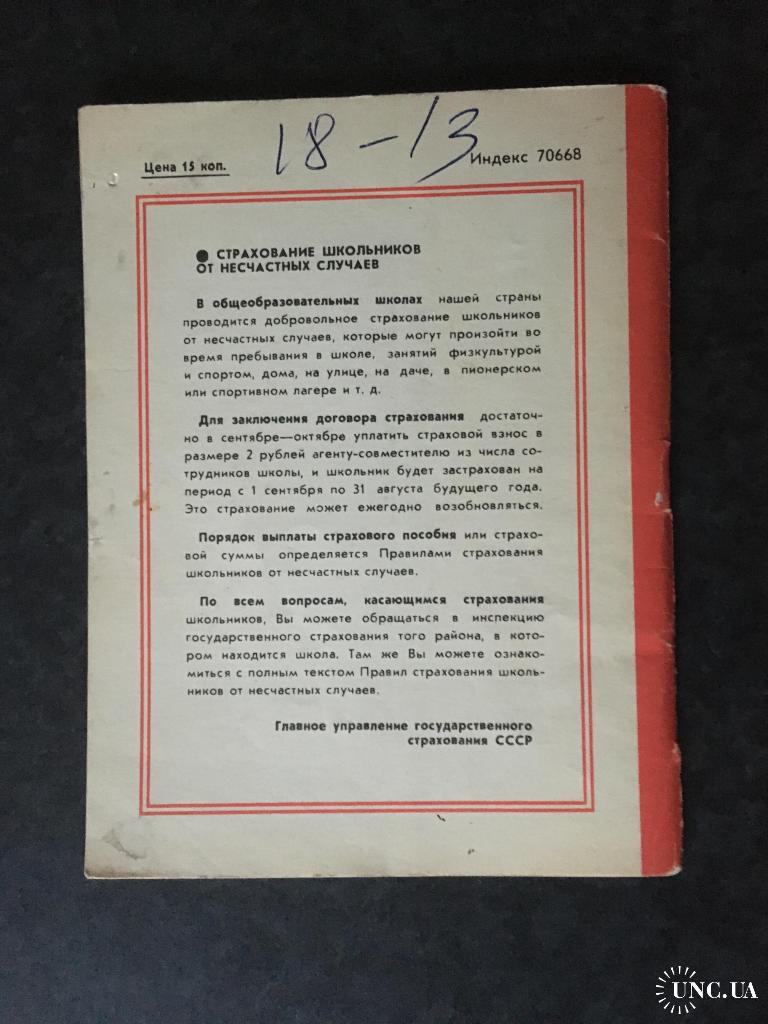 18 – 13
Цена 15 коп.
Индекс 70668
● СТРАХОВАНИЕ ШКОЛЬНИКОВ
ОТ НЕСЧАСТНЫХ СЛУЧАЕВ
В общеобразовательных школах нашей страны
проводится добровольное страхование школьников
от несчастных случаев, которые могут произойти во
время пребывания в школе, занятий физкультурой
и спортом, дома, на улице, на даче, в пионерском
или спортивном лагере и т. д.
Для заключения договора страхования достаточ-
но в сентябре—октябре уплатить страховой взнос в
размере 2 рублей агенту-совместителю из числа со-
трудников школы, и школьник будет застрахован на
период с 1 сентября по 31 августа будущего года.
Это страхование может ежегодно возобновляться.
Порядок выплаты страхового пособия или страхо-
вой суммы определяется Правилами страхования
школьников от несчастных случаев.
По всем вопросам, касающимся страхования
школьников, Вы можете обращаться в инспекцию
государственного страхования того района, в кото-
ром находится школа. Там же Вы можете ознако-
миться с полным текстом Правил страхования школь-
ников от несчастных случаев.
Главное управление государственного
страхования СССР
UNC.UA